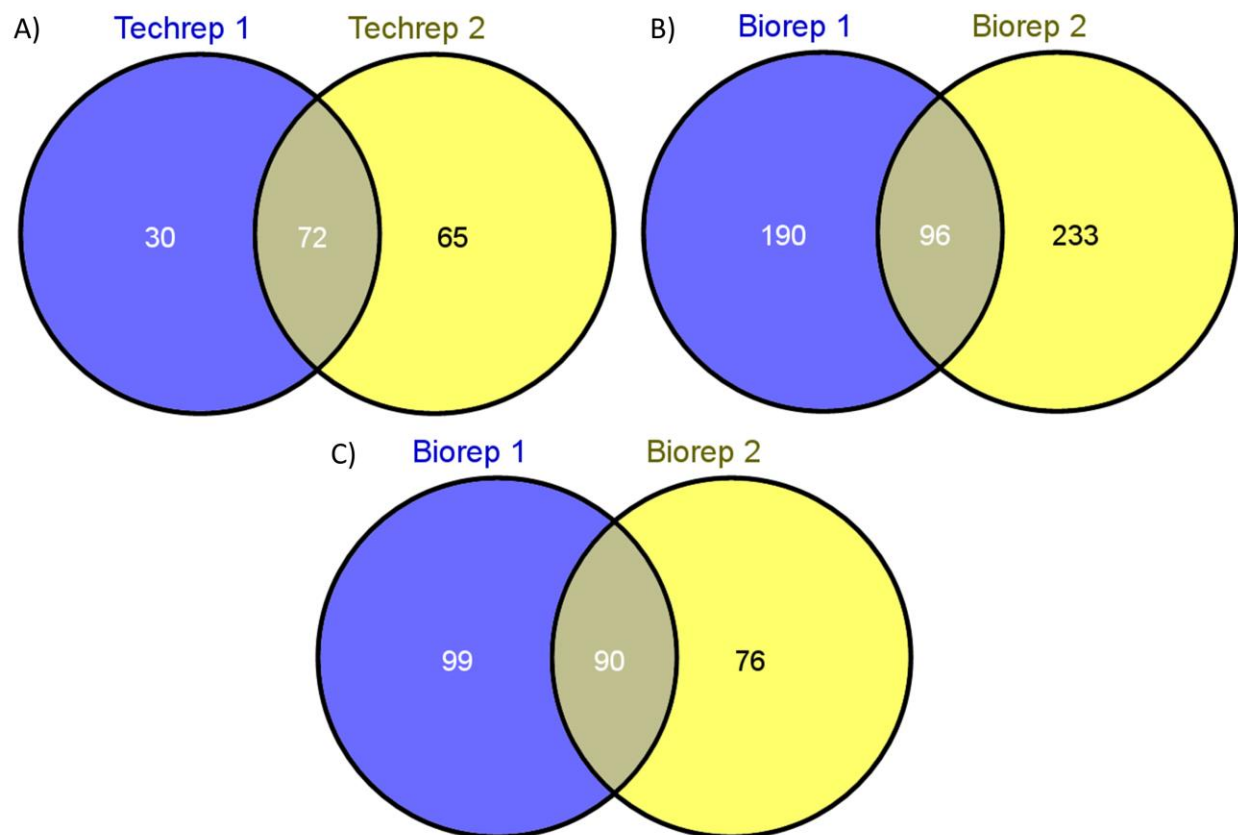 A) Techrep 1 Techrep 2
30 72 65
B) Biorep 1 Biorep 2
190 96 233
C) Biorep 1 Biorep 2
99 90 76